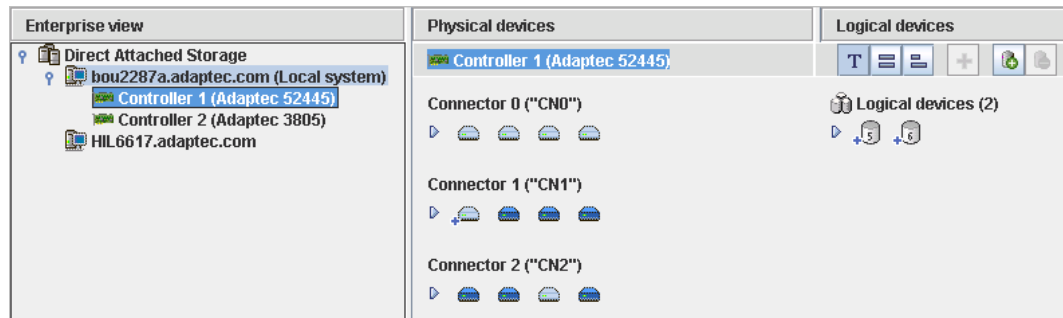 Enterprise view
Direct Attached Storage
bou2287a.adaptec.com (Local system)
Controller 1 (Adaptec 52445)
Controller 2 (Adaptec 3805)
HIL6617.adaptec.com
Physical devices
Controller 1 (Adaptec 52445)
Connector 0 ("CN0")
Connector 1 ("CN1")
Connector 2 ("CN2")
Logical devices
T
Logical devices (2)
5 6